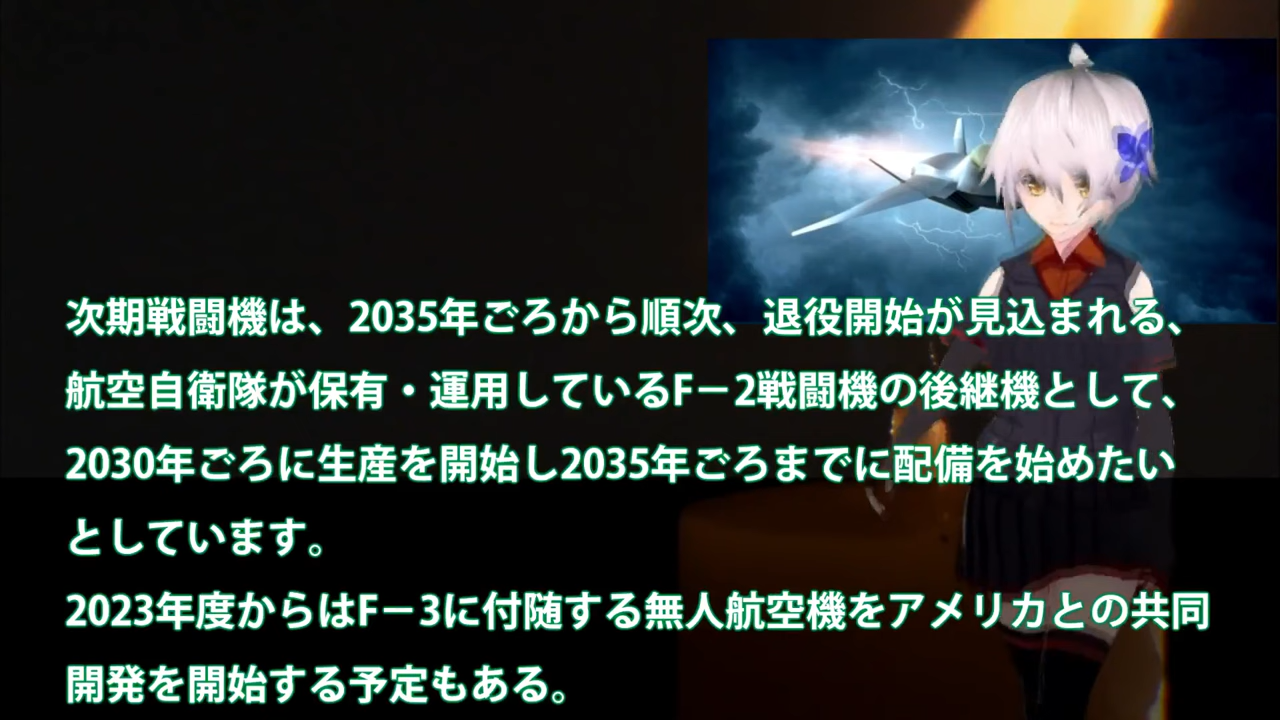 次期戦闘機は、2035年ごろから順次、退役開始が見込まれる、
航空自衛隊が保有・運用しているF－2戦闘機の後継機として、
2030年ごろに生産を開始し2035年ごろまでに配備を始めたい
としています。
2023年度からはF－3に付随する無人航空機をアメリカとの共同
開発を開始する予定もある。